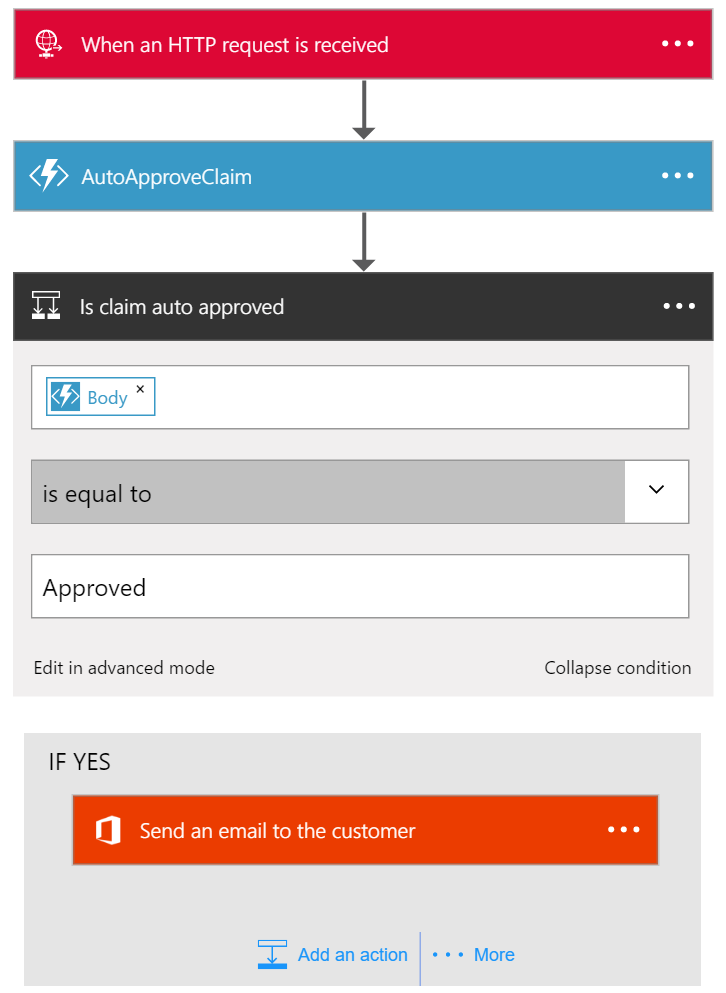 When an HTTP request is received
AutoApproveClaim
Is claim auto approved
Body ×
is equal to
Approved
Edit in advanced mode Collapse condition
IF YES
Send an email to the customer
Add an action More